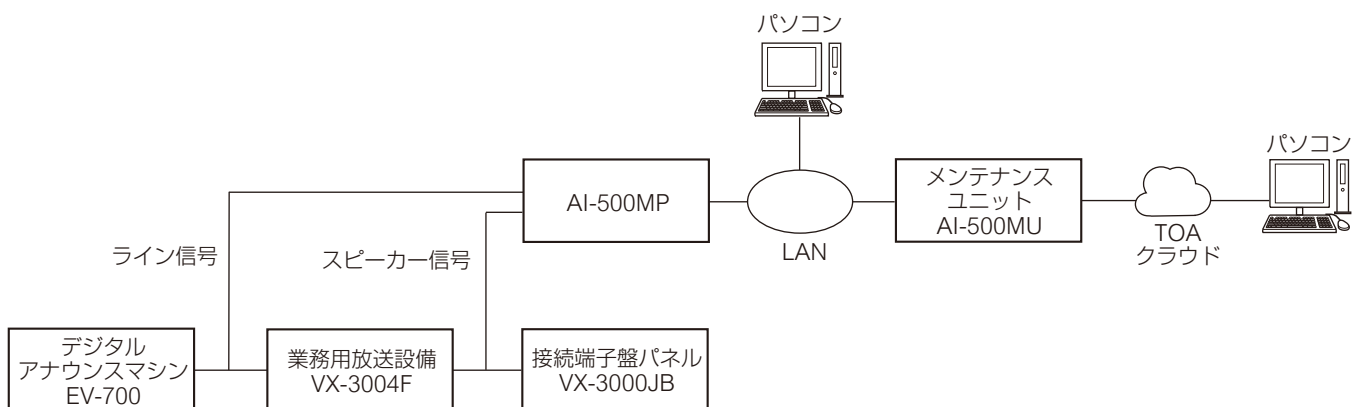 パソコン
パソコン
AI-500MP
メンテナンス
ユニット
AI-500MU
LAN
TOA
クラウド
ライン信号
スピーカー信号
デジタル
アナウンスマシン
EV-700
業務用放送設備
VX-3004F
接続端子盤パネル
VX-3000JB